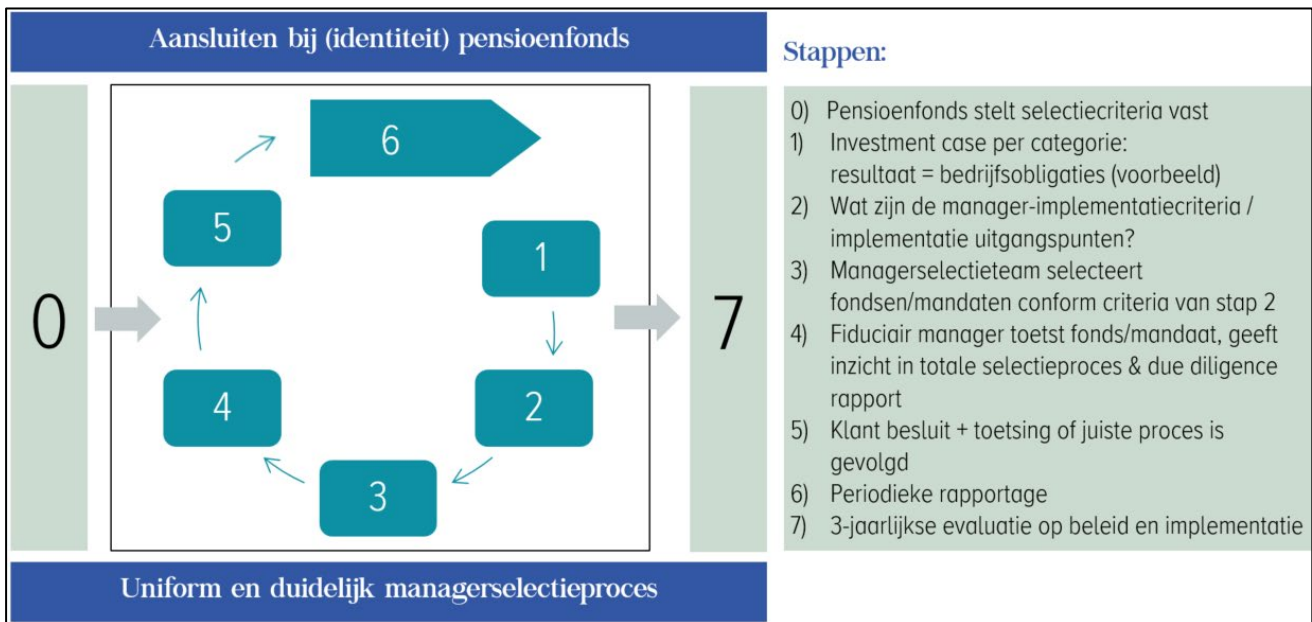 Aansluiten bij (identiteit) pensioenfonds
0
6
5
1
4
2
3
7
Uniform en duidelijk managerselectieproces
Stappen:
0) Pensioenfonds stelt selectiecriteria vast
1) Investment case per categorie:
resultaat = bedrijfsobligaties (voorbeeld)
2) Wat zijn de manager-implementatiecriteria /
implementatie uitgangspunten?
3) Managerselectieteam selecteert
fondsen/mandaten conform criteria van stap 2
4) Fiduciair manager toetst fonds/mandaat, geeft
inzicht in totale selectieproces & due diligence
rapport
5) Klant besluit + toetsing of juiste proces is
gevolgd
6) Periodieke rapportage
7) 3-jaarlijkse evaluatie op beleid en implementatie